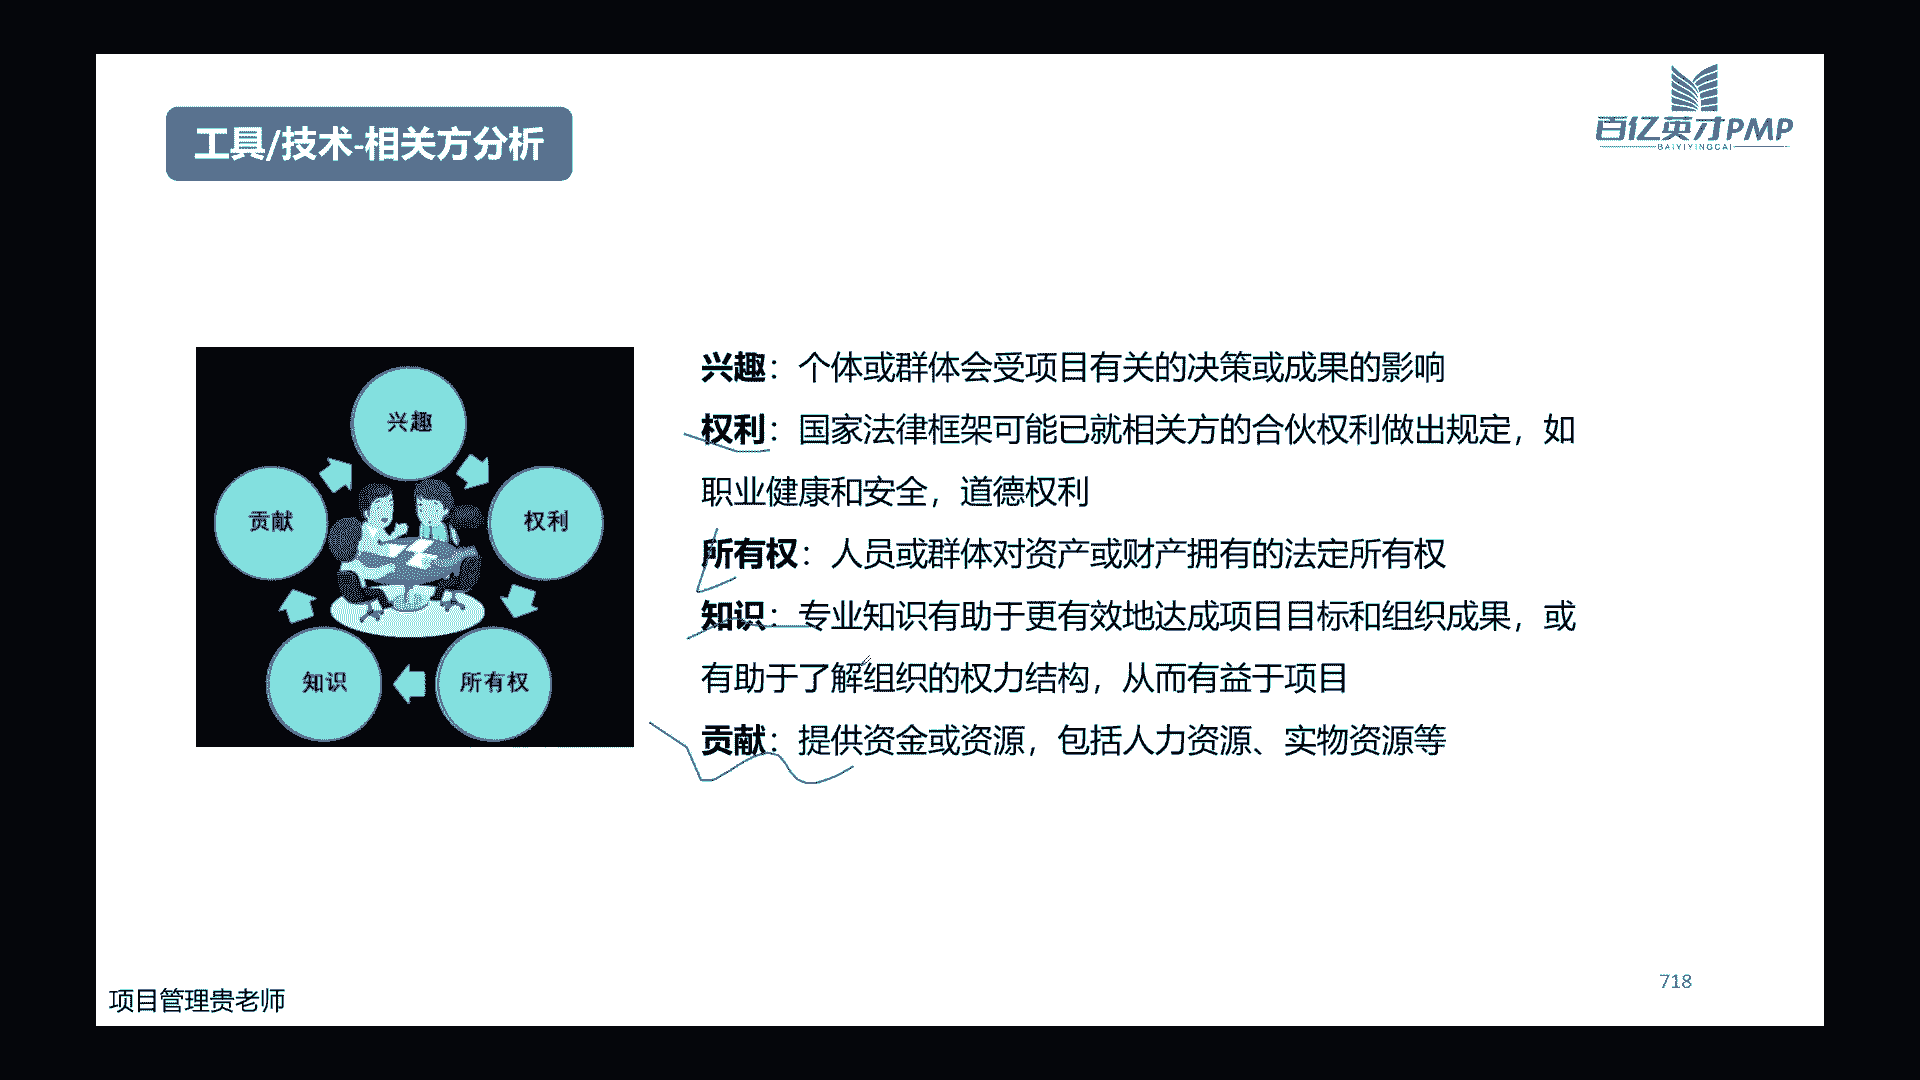 百亿英才PMP
BAIYIYINGCAI
工具/技术-相关方分析
兴趣
权利
所有权
知识
贡献
兴趣：个体或群体会受项目有关的决策或成果的影响
权利：国家法律框架可能已就相关方的合伙权利做出规定，如
职业健康和安全，道德权利
所有权：人员或群体对资产或财产拥有的法定所有权
知识：专业知识有助于更有效地达成项目目标和组织成果，或
有助于了解组织的权力结构，从而有益于项目
贡献：提供资金或资源，包括人力资源、实物资源等
718
项目管理贵老师